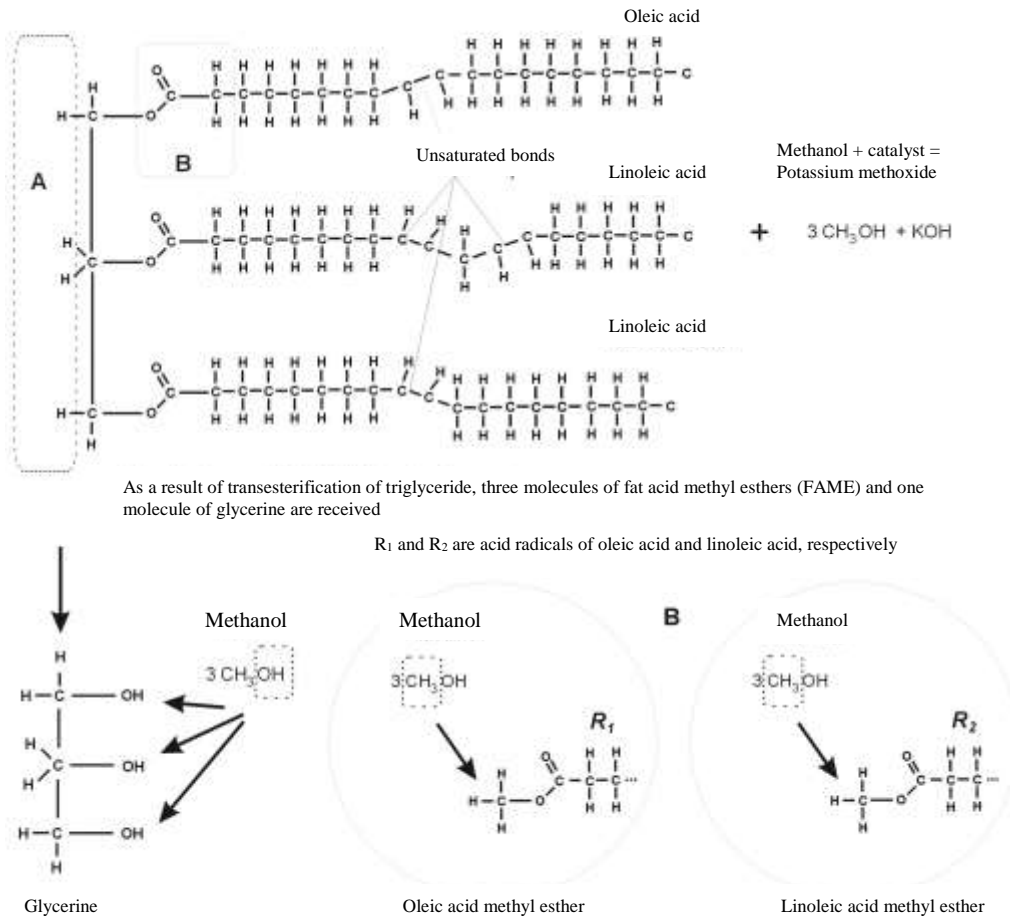 Oleic acid
A
B
Unsaturated bonds
Linoleic acid
Methanol + catalyst =
Potassium methoxide
+
3 CH₃OH + KOH
Linoleic acid
As a result of transesterification of triglyceride, three molecules of fat acid methyl esthers (FAME) and one
molecule of glycerine are received
R₁ and R₂ are acid radicals of oleic acid and linoleic acid, respectively
Methanol
3 CH₃OH
H
H–C–OH
H
C–OH
H
H–C–OH
H
Glycerine
Methanol
3 CH₃OH
R₁
Oleic acid methyl esther
B
Methanol
3 CH₃OH
R₂
...
Linoleic acid methyl esther